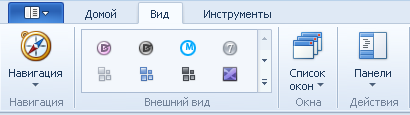 Домой Вид Инструменты
Навигация Список окон Панели
Навигация Внешний вид Окна Действия